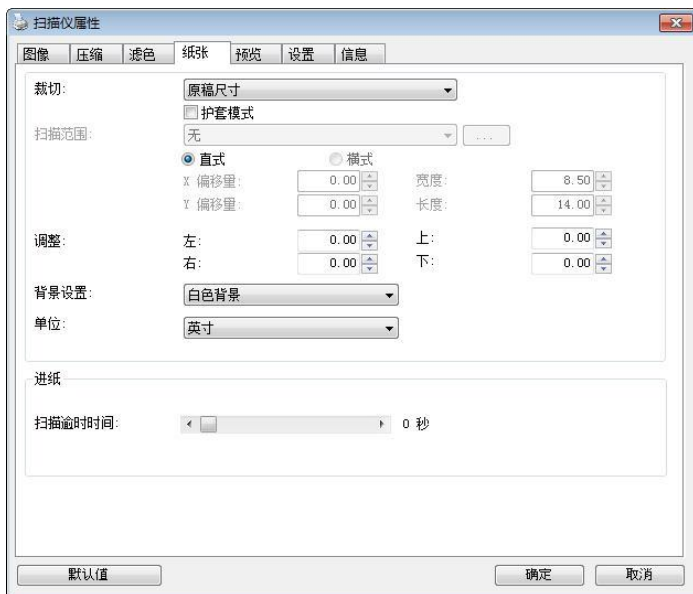 扫描仪属性
图像 压缩 滤色 纸张 预览 设置 信息
裁切: 原稿尺寸
护套模式
扫描范围: 无 ...
直式 横式
X 偏移量: 0.00 宽度: 8.50
Y 偏移量: 0.00 长度: 14.00
调整: 左: 0.00 上: 0.00
右: 0.00 下: 0.00
背景设置: 白色背景
单位: 英寸
进纸
扫描逾时时间: 0 秒
默认值 确定 取消